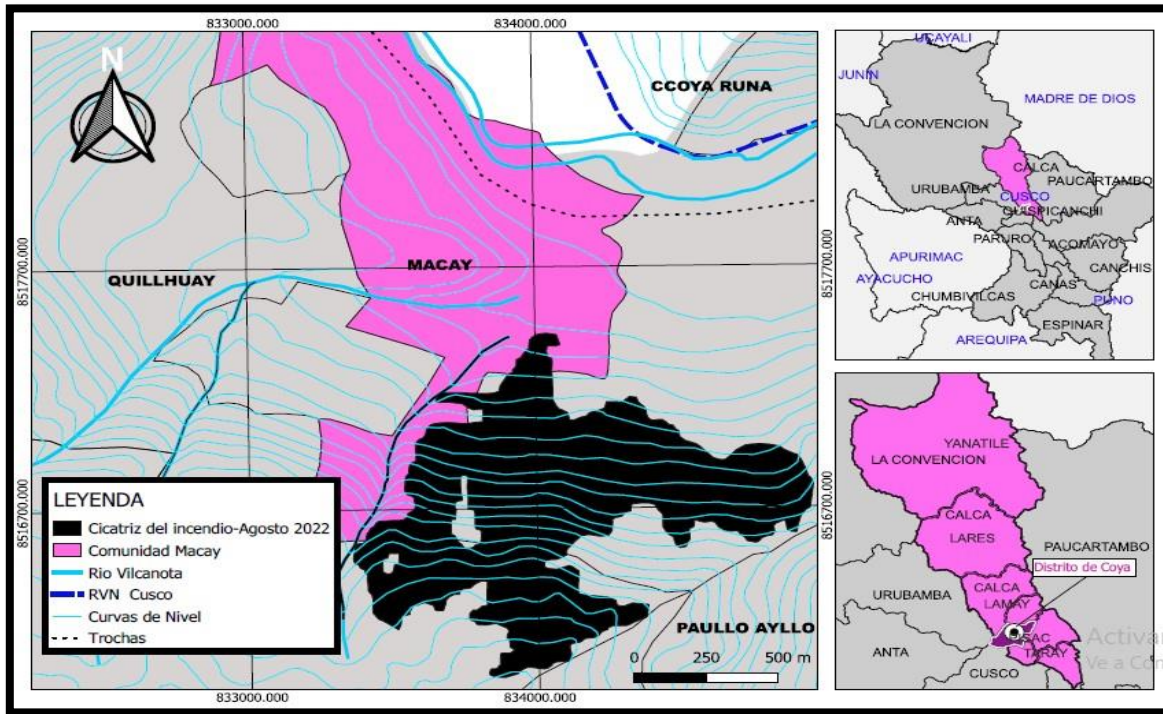 833000.000
834000.000
N
CCOYA RUNA
QUILLHUAY
MACAY
8517700.000
8517700.000
8516700.000
8516700.000
LEYENDA
Cicatriz del incendio-Agosto 2022
Comunidad Macay
Rio Vilcanota
RVN Cusco
Curvas de Nivel
Trochas
PAULLO AYLLO
0 250 500 m
833000.000
834000.000
UCAYALI
JUNIN
MADRE DE DIOS
LA CONVENCION
CALCA
PAUCARTAMBO
URUBAMBA
CUSCO
QUISPICANCHI
ANTA
PARURO
ACOMAYO
APURIMAC
CANCHIS
AYACUCHO
CANAS
CHUMBIVILCAS
PUNO
ESPINAR
AREQUIPA
YANATILE
LA CONVENCION
CALCA
LARES
PAUCARTAMBO
Distrito de Coya
CALCA
URUBAMBA
LAMAY
SAC
TARAY
ANTA
CUSCO
Activar
Ve a Con